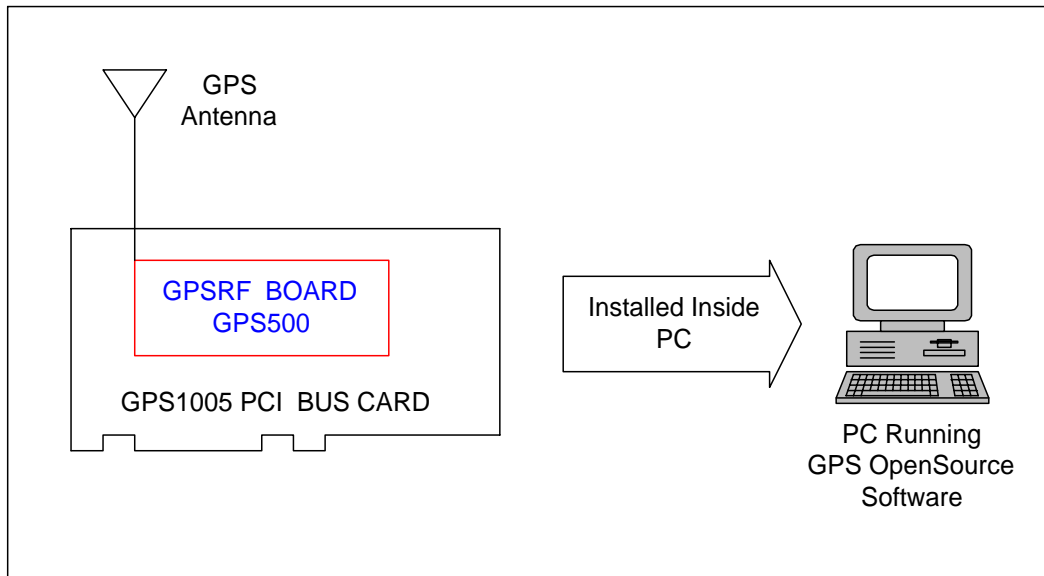 GPS
Antenna
GPSRF BOARD
GPS500
GPS1005 PCI BUS CARD
Installed Inside
PC
PC Running
GPS OpenSource
Software